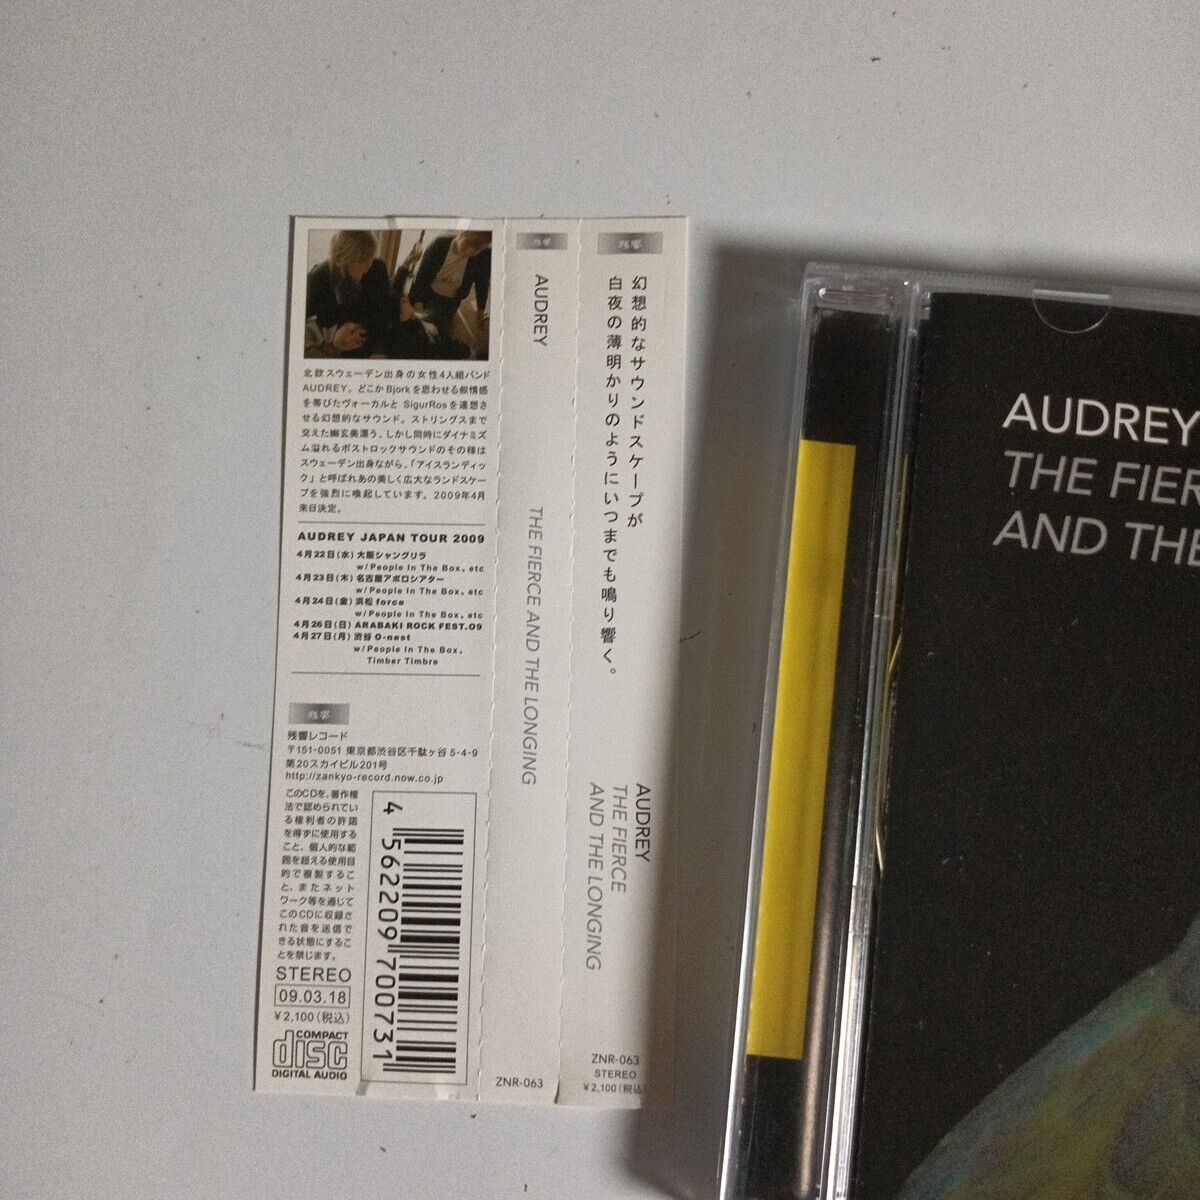 残響
北欧スウェーデン出身の女性4人組バンド
AUDREY。どこかBjorkを思わせる叙情感
を帯びたヴォーカルと SigurRosを連想さ
せる幻想的なサウンド。ストリングスまで
交えた幽玄美漂う、しかし同時にダイナミズ
ム溢れるポストロックサウンドのその様は
スウェーデン出身ながら、「アイスランディッ
ク」と呼ばれあの美しく広大なランドスケー
プを強烈に喚起しています。2009年4月
来日決定。
AUDREY JAPAN TOUR 2009
4月22日(水) 大阪シャングリラ
w/People In The Box, etc
4月23日(木) 名古屋アポロシアター
w/People In The Box, etc
4月24日(金) 浜松 force
w/People In The Box, etc
4月26日(日) ARABAKI ROCK FEST.09
4月27日(月) 渋谷 O-nest
w/People In The Box,
Timber Timbre
残響
残響レコード
〒151-0051 東京都渋谷区千駄ヶ谷 5-4-9
第20スカイビル201号
http://zankyo-record.now.co.jp
このCDを、著作権
法で認められてい
る権利者の許諾
を得ずに使用する
こと、個人的な範
囲を超える使用目
的で複製するこ
と、またネット
ワーク等を通じて
このCDに収録さ
れた音を送信で
きる状態にすること
を禁じます。
STEREO
09.03.18
¥2,100(税込)
COMPACT
disc
DIGITAL AUDIO
4 562209 700731
AUDREY
THE FIERCE AND THE LONGING
ZNR-063
残響
幻想的なサウンドスケープが
白夜の薄明かりのようにいつまでも鳴り響く。
AUDREY
THE FIERCE
AND THE LONGING
ZNR-063
STEREO
¥2,100(税込
AUDREY
THE FIER
AND THE